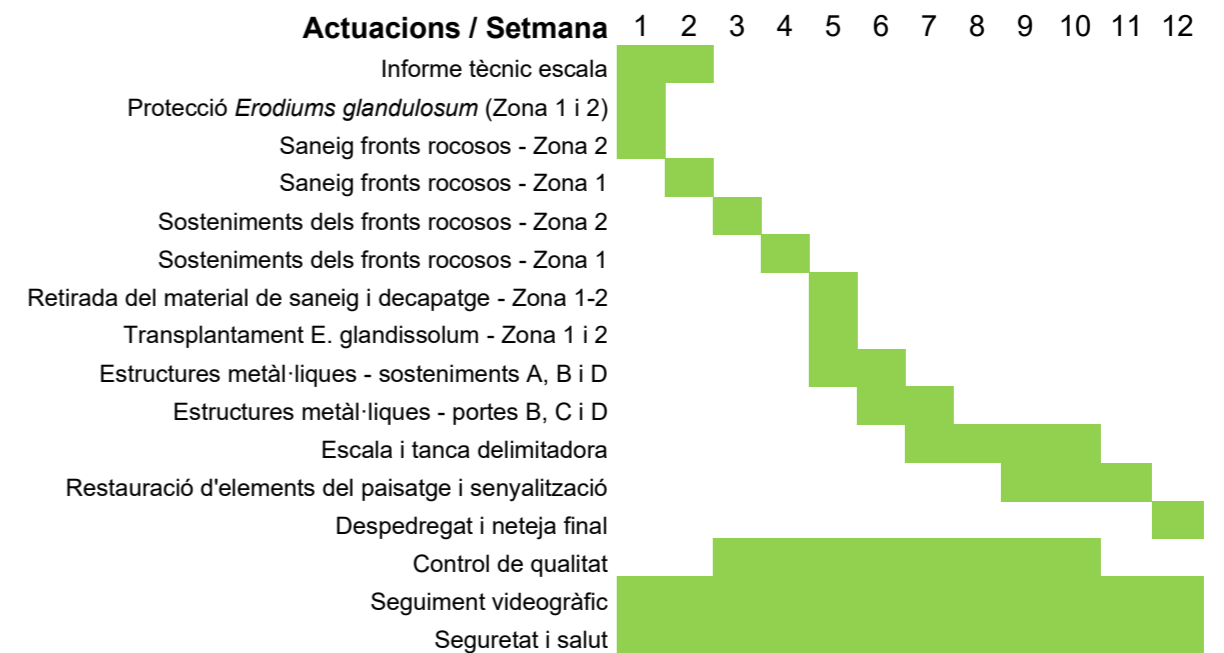 Actuacions / Setmana 1 2 3 4 5 6 7 8 9 10 11 12
Informe tècnic escala
Protecció Erodiums glandulosum (Zona 1 i 2)
Saneig fronts rocosos - Zona 2
Saneig fronts rocosos - Zona 1
Sosteniments dels fronts rocosos - Zona 2
Sosteniments dels fronts rocosos - Zona 1
Retirada del material de saneig i decapatge - Zona 1-2
Transplantament E. glandissolum - Zona 1 i 2
Estructures metàl·liques - sosteniments A, B i D
Estructures metàl·liques - portes B, C i D
Escala i tanca delimitadora
Restauració d'elements del paisatge i senyalització
Despedregat i neteja final
Control de qualitat
Seguiment videogràfic
Seguretat i salut